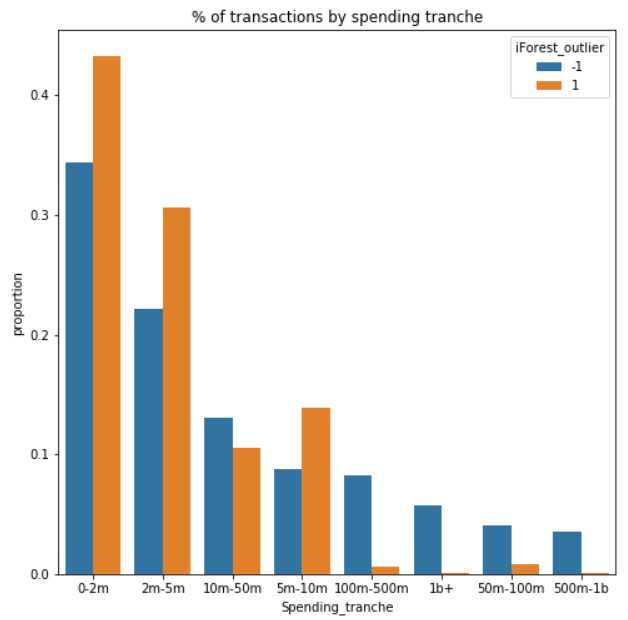 % of transactions by spending tranche
iForest_outlier
-1
1
0.4
0.3
0.2
0.1
0.0
proportion
0-2m 2m-5m 10m-50m 5m-10m 100m-500m 1b+ 50m-100m 500m-1b
Spending_tranche